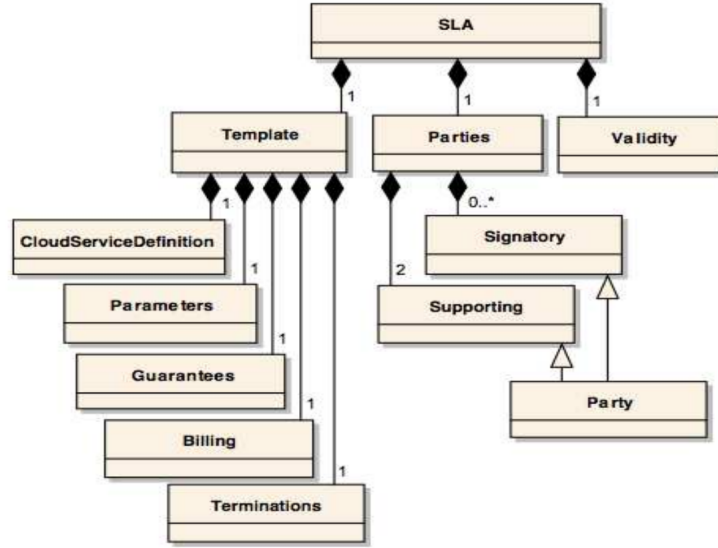 SLA
1
1
1
Template
Parties
Validity
1
0..*
CloudServiceDefinition
Signatory
1
2
Parameters
Supporting
1
Guarantees
Party
1
Billing
1
Terminations